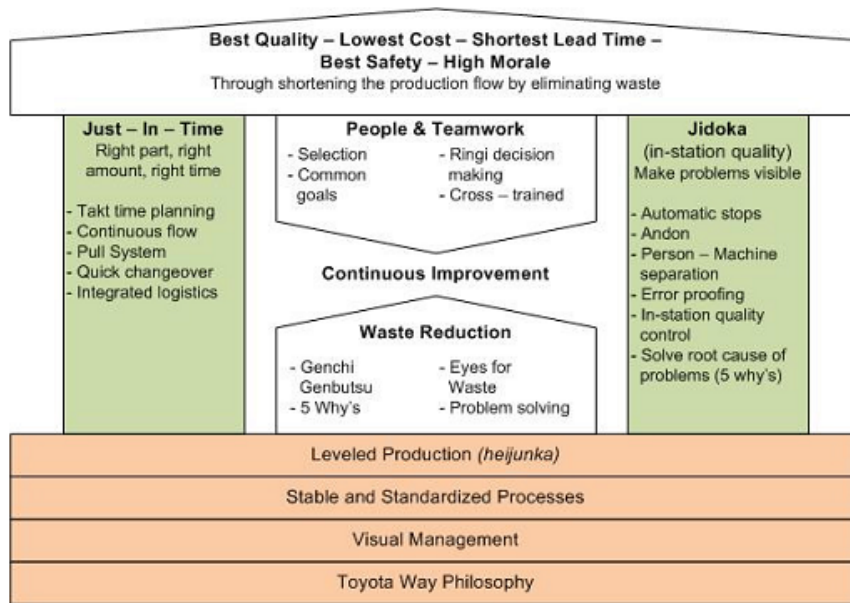 Best Quality – Lowest Cost – Shortest Lead Time –
Best Safety – High Morale
Through shortening the production flow by eliminating waste
Just – In – Time
Right part, right
amount, right time
- Takt time planning
- Continuous flow
- Pull System
- Quick changeover
- Integrated logistics
People & Teamwork
- Selection
- Common
goals
- Ringi decision
making
- Cross – trained
Continuous Improvement
Waste Reduction
- Genchi
Genbutsu
- 5 Why's
- Eyes for
Waste
- Problem solving
Jidoka
(in-station quality)
Make problems visible
- Automatic stops
- Andon
- Person – Machine
separation
- Error proofing
- In-station quality
control
- Solve root cause of
problems (5 why's)
Leveled Production (heijunka)
Stable and Standardized Processes
Visual Management
Toyota Way Philosophy